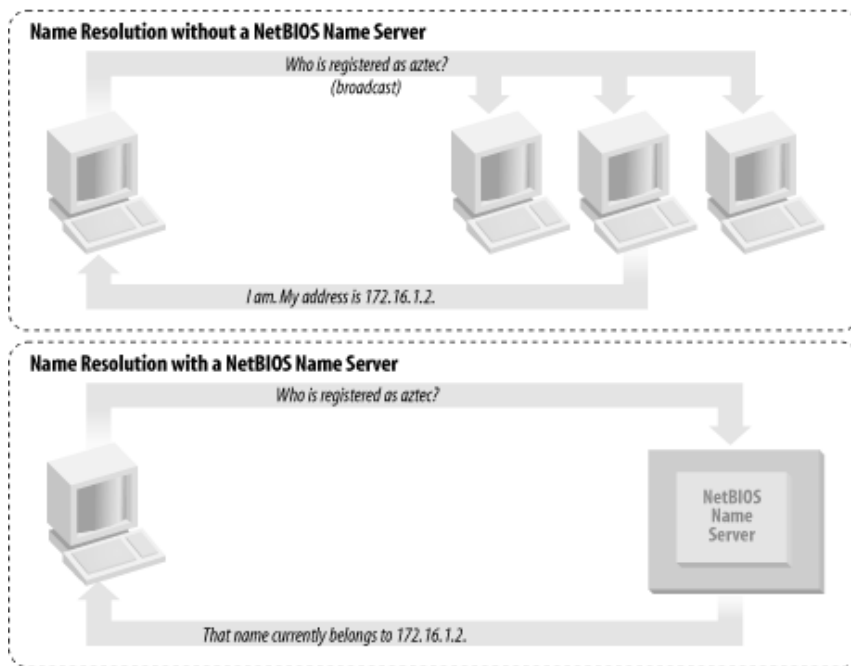 Name Resolution without a NetBIOS Name Server
Who is registered as aztec?
(broadcast)
I am. My address is 172.16.1.2.
Name Resolution with a NetBIOS Name Server
Who is registered as aztec?
NetBIOS
Name
Server
That name currently belongs to 172.16.1.2.